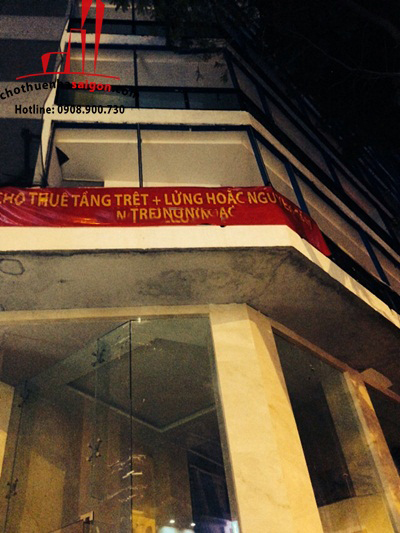 chothuenhasaigon.com
Hotline: 0908.900.730
CHO THUÊ TẦNG TRỆT + LỬNG HOẶC NGUYÊN